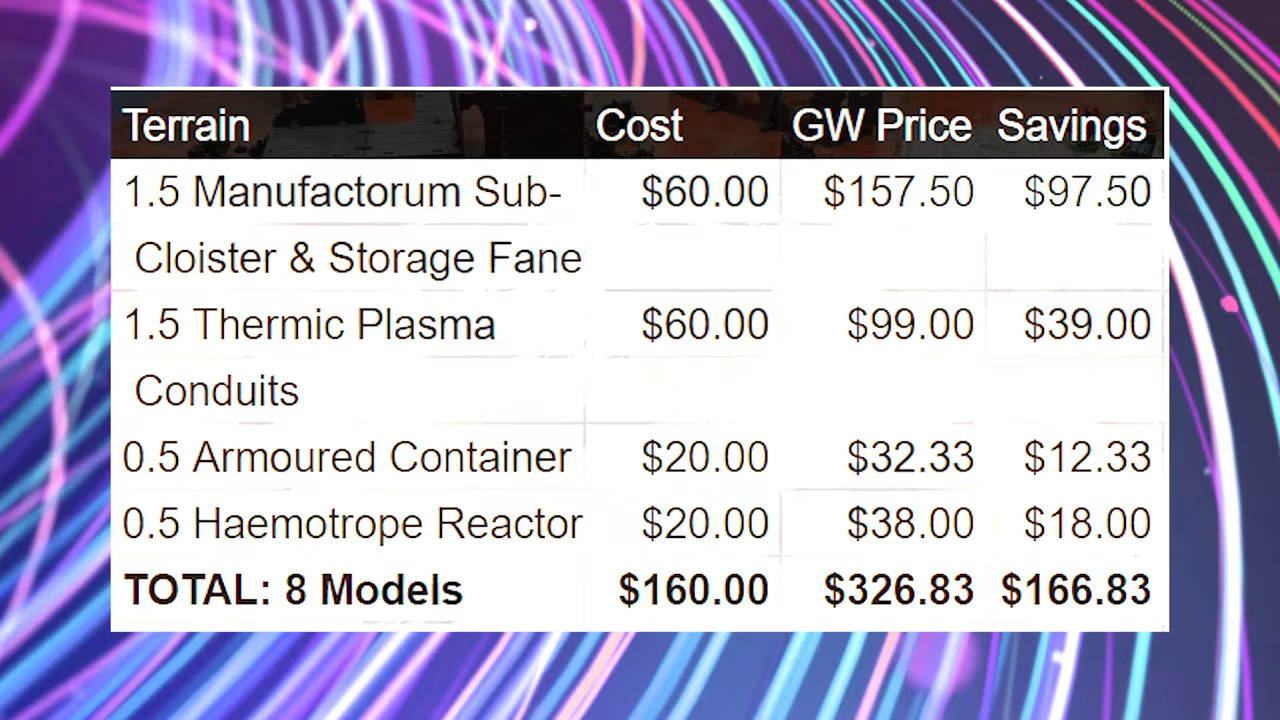 Terrain Cost GW Price Savings
1.5 Manufactorum Sub- $60.00 $157.50 $97.50
Cloister & Storage Fane
1.5 Thermic Plasma $60.00 $99.00 $39.00
Conduits
0.5 Armoured Container $20.00 $32.33 $12.33
0.5 Haemotrope Reactor $20.00 $38.00 $18.00
TOTAL: 8 Models $160.00 $326.83 $166.83